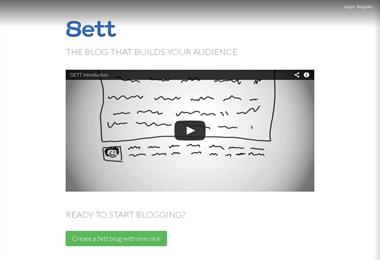 Login Register
Sett
THE BLOG THAT BUILDS YOUR AUDIENCE
SETT Introduction
READY TO START BLOGGING?
Create a Sett blog with one click